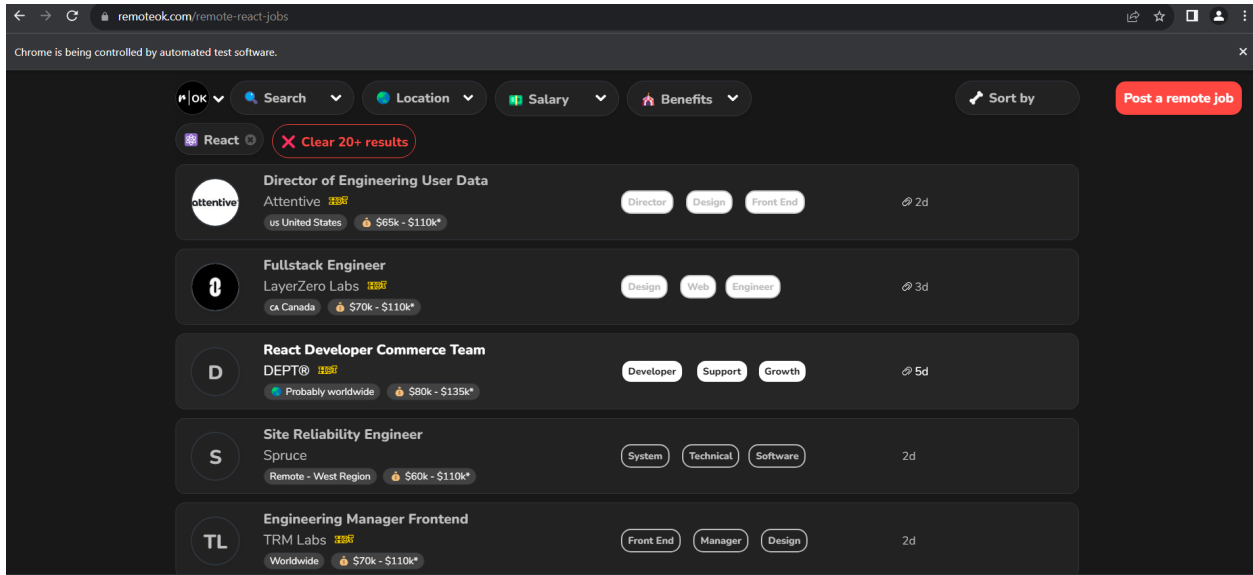 remoteok.com/remote-react-jobs
Chrome is being controlled by automated test software.
OK Search Location Salary Benefits Sort by Post a remote job
React Clear 20+ results
Director of Engineering User Data
attentive Attentive HOT Director Design Front End 2d
us United States $65k - $110k*
Fullstack Engineer
LayerZero Labs HOT Design Web Engineer 3d
CA Canada $70k - $110k*
React Developer Commerce Team
D DEPT® HOT Developer Support Growth 5d
Probably worldwide $80k - $135k*
Site Reliability Engineer
S Spruce System Technical Software 2d
Remote - West Region $60k - $110k*
Engineering Manager Frontend
TL TRM Labs HOT Front End Manager Design 2d
Worldwide $70k - $110k*